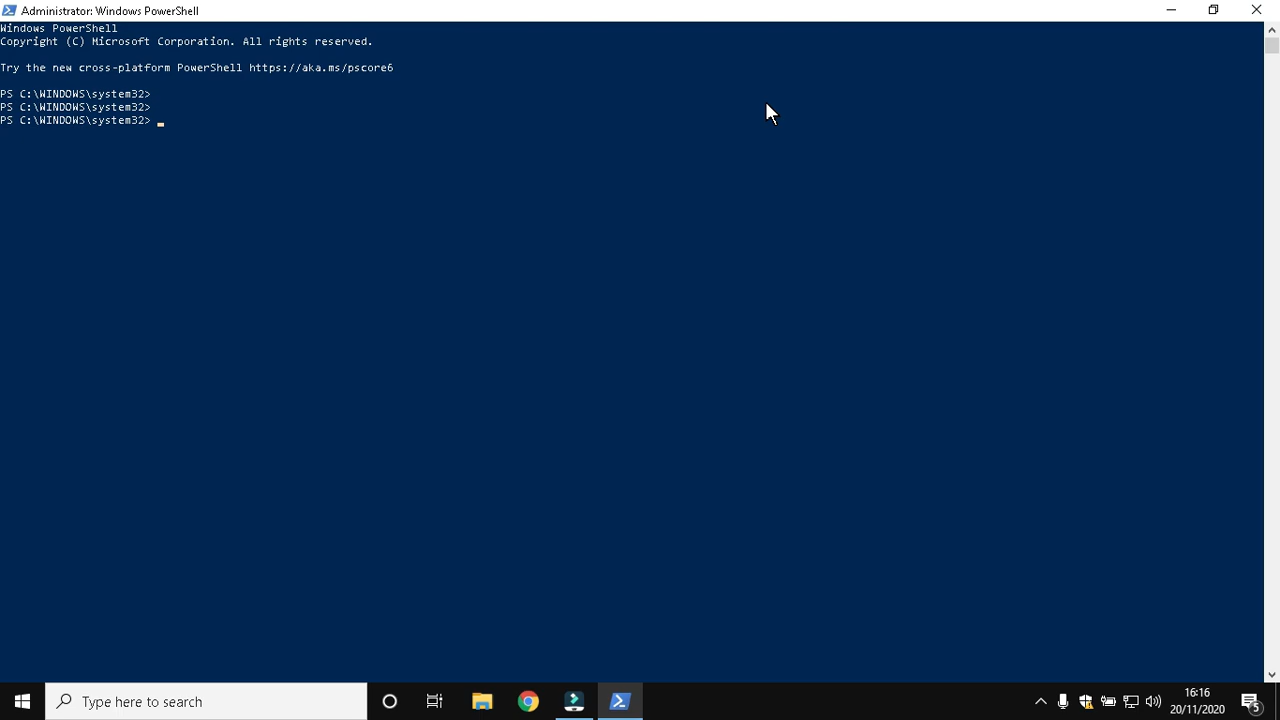 Administrator: Windows PowerShell
Windows PowerShell
Copyright (C) Microsoft Corporation. All rights reserved.
Try the new cross-platform PowerShell https://aka.ms/pscore6
PS C:\WINDOWS\system32>
PS C:\WINDOWS\system32>
PS C:\WINDOWS\system32>
Type here to search
16:16
20/11/2020
5